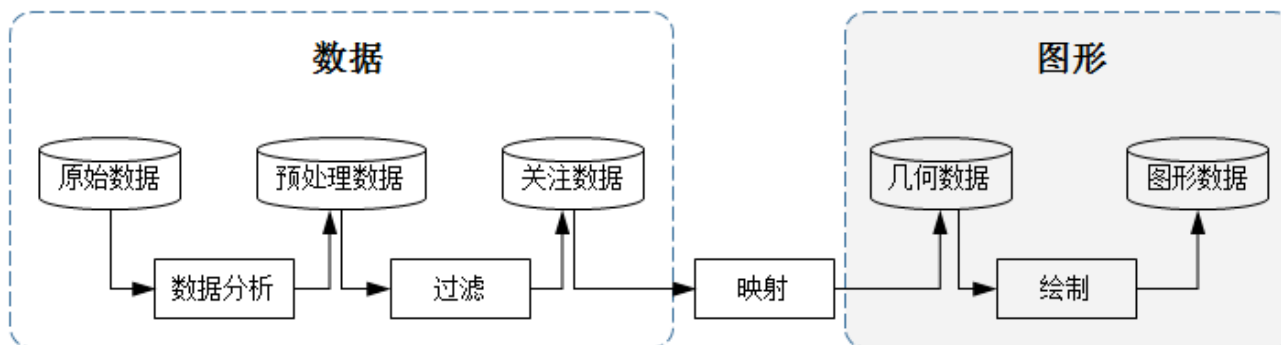 数据
图形
原始数据
预处理数据
关注数据
几何数据
图形数据
数据分析
过滤
映射
绘制